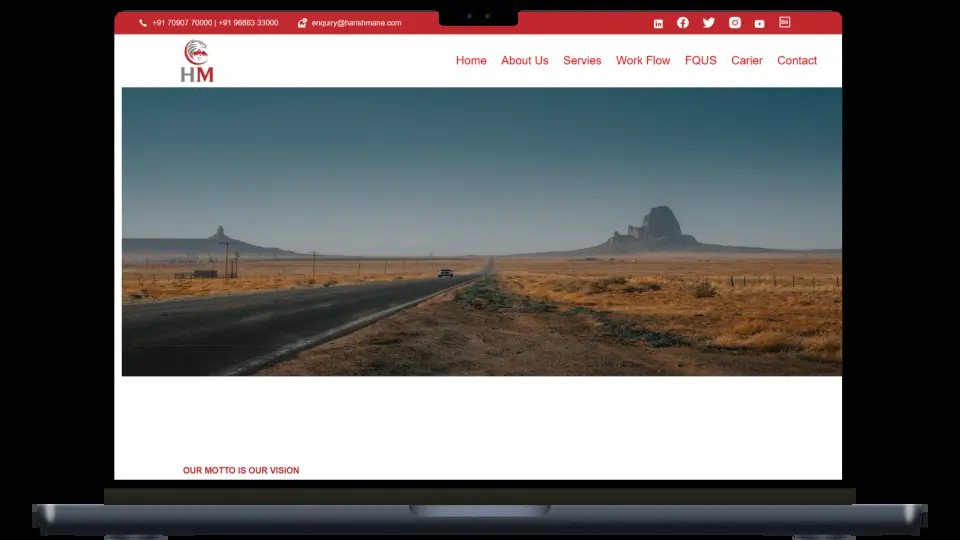 +91 70907 70000 | +91 96863 33000 enquiry@harishmane.com
HM
Home About Us Servies Work Flow FQUS Carier Contact
OUR MOTTO IS OUR VISION